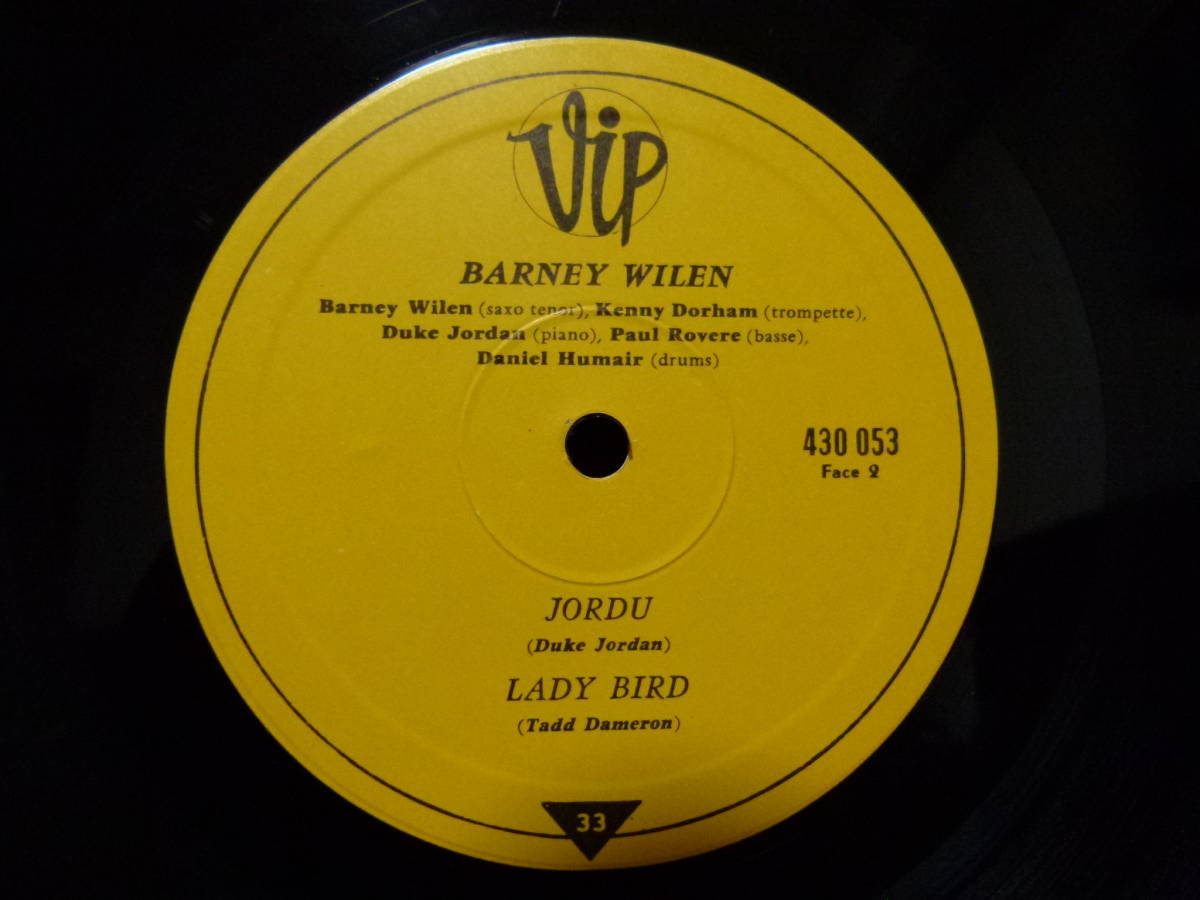 ViP
BARNEY WILEN
Barney Wilen (saxo tenor), Kenny Dorham (trompette),
Duke Jordan (piano), Paul Rovere (basse),
Daniel Humair (drums)
430 053
Face 2
JORDU
(Duke Jordan)
LADY BIRD
(Tadd Dameron)
33